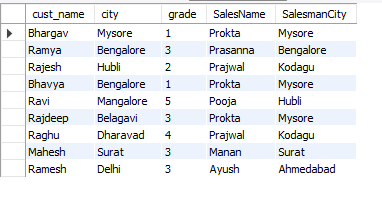 cust_name city grade SalesName SalesmanCity
Bhargav Mysore 1 Prokta Mysore
Ramya Bengalore 3 Prasanna Bengalore
Rajesh Hubli 2 Prajwal Kodagu
Bhavya Bengalore 1 Prokta Mysore
Ravi Mangalore 5 Pooja Hubli
Rajdeep Belagavi 3 Prokta Mysore
Raghu Dharavad 4 Prajwal Kodagu
Mahesh Surat 3 Manan Surat
Ramesh Delhi 3 Ayush Ahmedabad